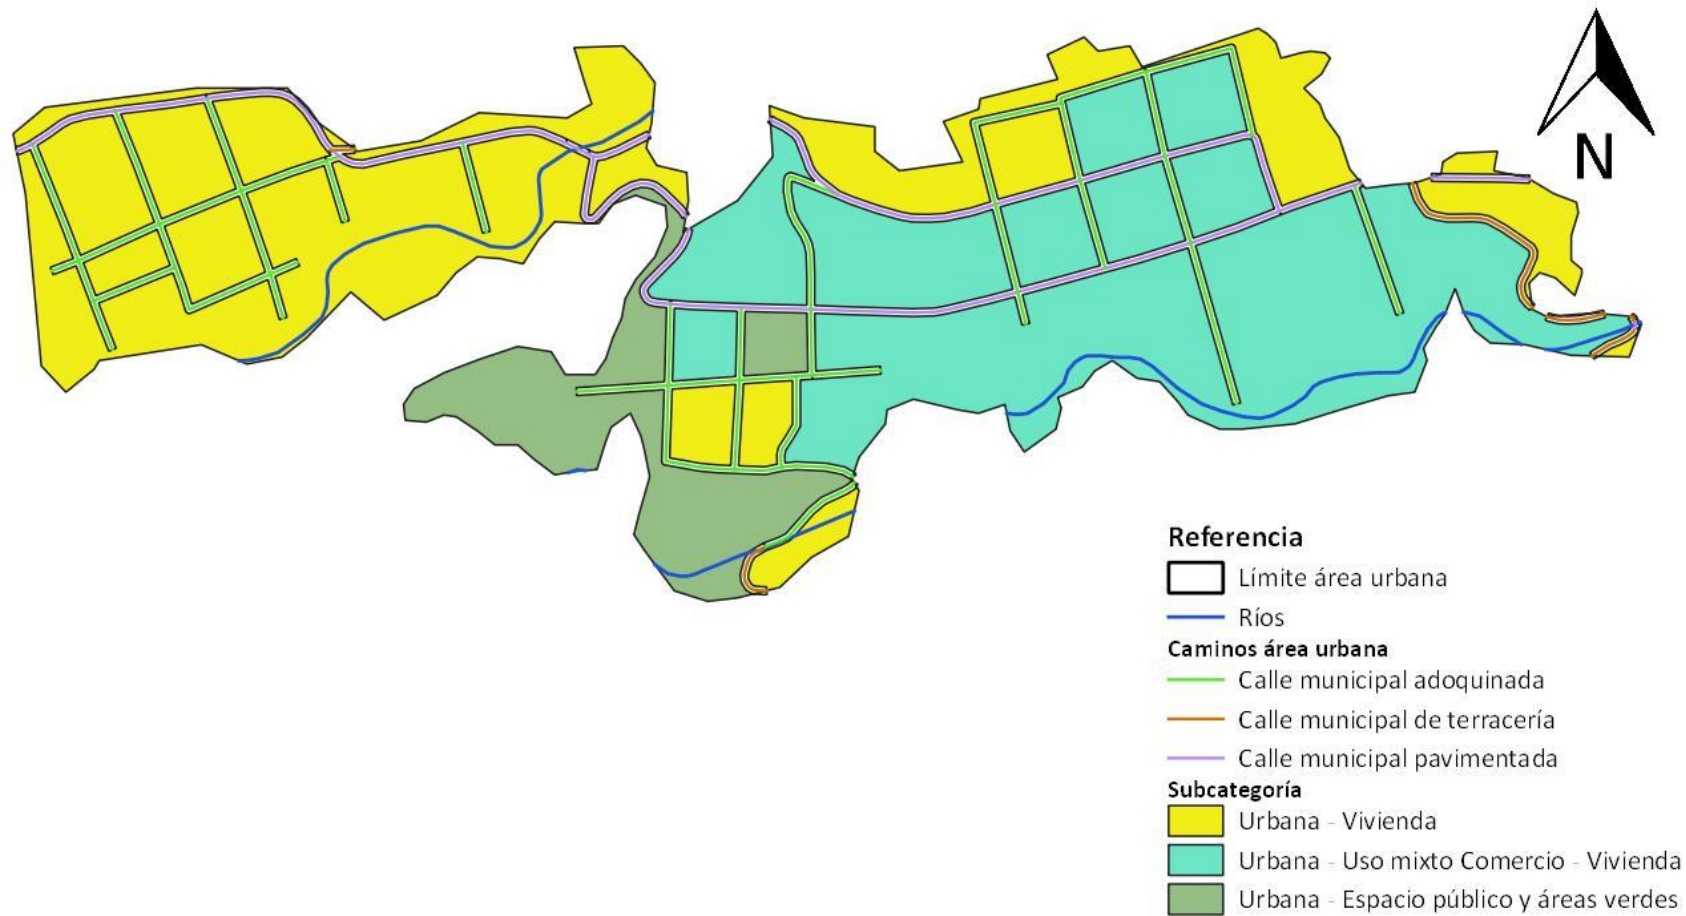 N
Referencia
Límite área urbana
Ríos
Caminos área urbana
Calle municipal adoquinada
Calle municipal de terracería
Calle municipal pavimentada
Subcategoría
Urbana - Vivienda
Urbana - Uso mixto Comercio - Vivienda
Urbana - Espacio público y áreas verdes